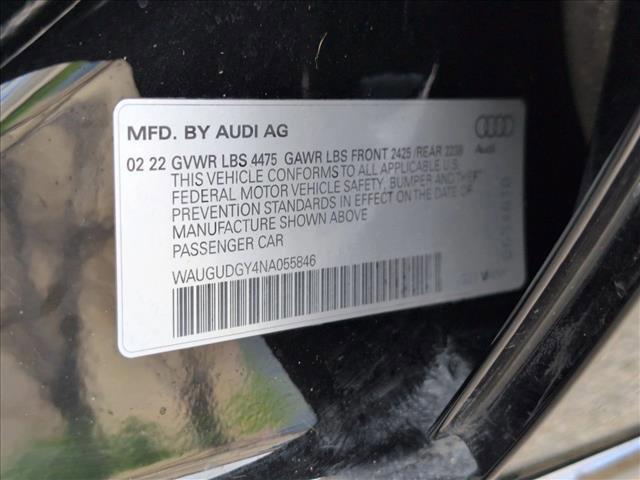 MFD. BY AUDI AG
02 22 GVWR LBS 4475 GAWR LBS FRONT 2425 /REAR
THIS VEHICLE CONFORMS TO ALL APPLICABLE U.S.
FEDERAL MOTOR VEHICLE SAFETY, BUMPER AND THEFT
PREVENTION STANDARDS IN EFFECT ON THE DATE OF
MANUFACTURE SHOWN ABOVE
PASSENGER CAR
WAUGUDGY4NA055846
Audi